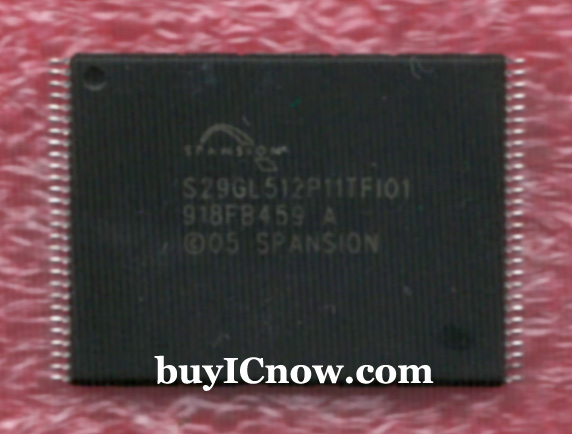 SPANSION
S29GL512P11TFI01
918FB459 A
©05 SPANSION
buyICnow.com